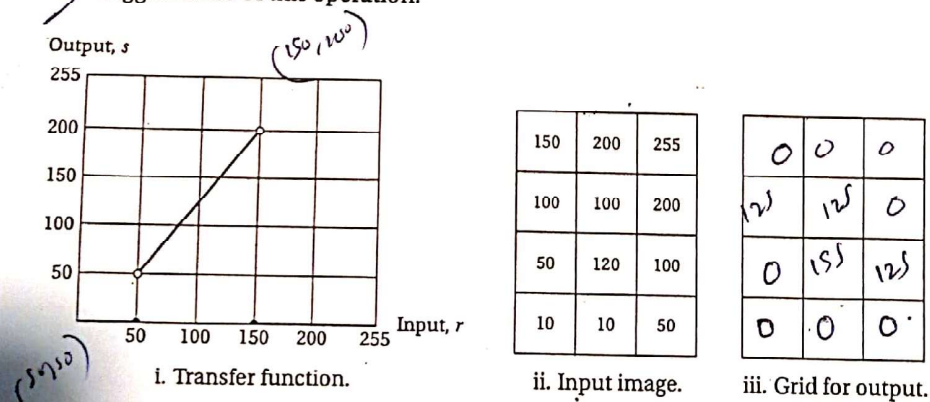 operation.
(150, 200)
Output, s
255
200
150
100
50
50 100 150 200 255
Input, r
(50,50)
i. Transfer function.
150 200 255
100 100 200
50 120 100
10 10 50
ii. Input image.
0 0 0
125 125 0
0 155 125
0 0 0
iii. Grid for output.